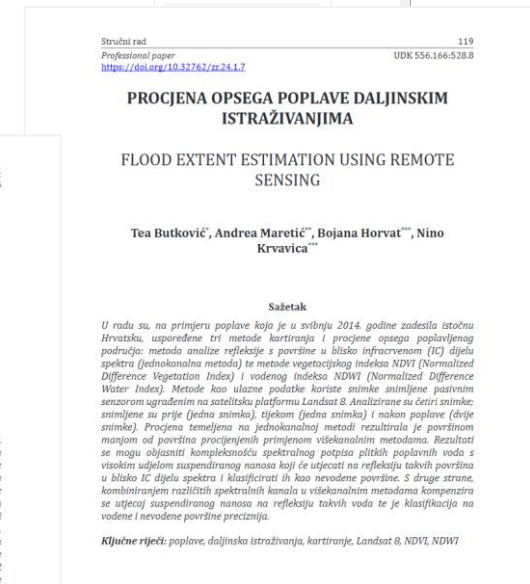 Stručni rad 119
Professional paper UDK 556.166:528.8
https://doi.org/10.32762/zr.24.1.7
PROCJENA OPSEGA POPLAVE DALJINSKIM
ISTRAŽIVANJIMA
FLOOD EXTENT ESTIMATION USING REMOTE
SENSING
Tea Butković*, Andrea Maretić**, Bojana Horvat***, Nino
Krvavica****
Sažetak
U radu su, na primjeru poplave koja je u svibnju 2014. godine zadesila istočnu
Hrvatsku, uspoređene tri metode kartiranja i procjene opsega poplavljenog
područja: metoda analize refleksije s površine u blisko infracrvenom (IC) dijelu
spektra (jednokanalna metoda) te metode vegetacijskog indeksa NDVI (Normalized
Difference Vegetation Index) i vodenog indeksa NDWI (Normalized Difference
Water Index). Metode kao ulazne podatke koriste snimke snimljene pasivnim
senzorom ugrađenim na satelitsku platformu Landsat 8. Analizirane su četiri snimke;
snimljene su prije (jedna snimka), tijekom (jedna snimka) i nakon poplave (dvije
snimke). Procjena temeljena na jednokanalnoj metodi rezultirala je površinom
manjom od površina procijenjenih primjenom višekanalnim metodama. Rezultati
se mogu objasniti kompleksnošću spektralnog potpisa plitkih poplavnih voda s
visokim udjelom suspendiranog nanosa koji će utjecati na refleksiju takvih površina
u blisko IC dijelu spektra i klasificirati ih kao nevodene površine. S druge strane,
kombiniranjem različitih spektralnih kanala u višekanalnim metodama kompenzira
se utjecaj suspendiranog nanosa na refleksiju takvih voda te je klasifikacija na
vodene i nevodene površine preciznija.
Ključne riječi: poplave, daljinska istraživanja, kartiranje, Landsat 8, NDVI, NDWI